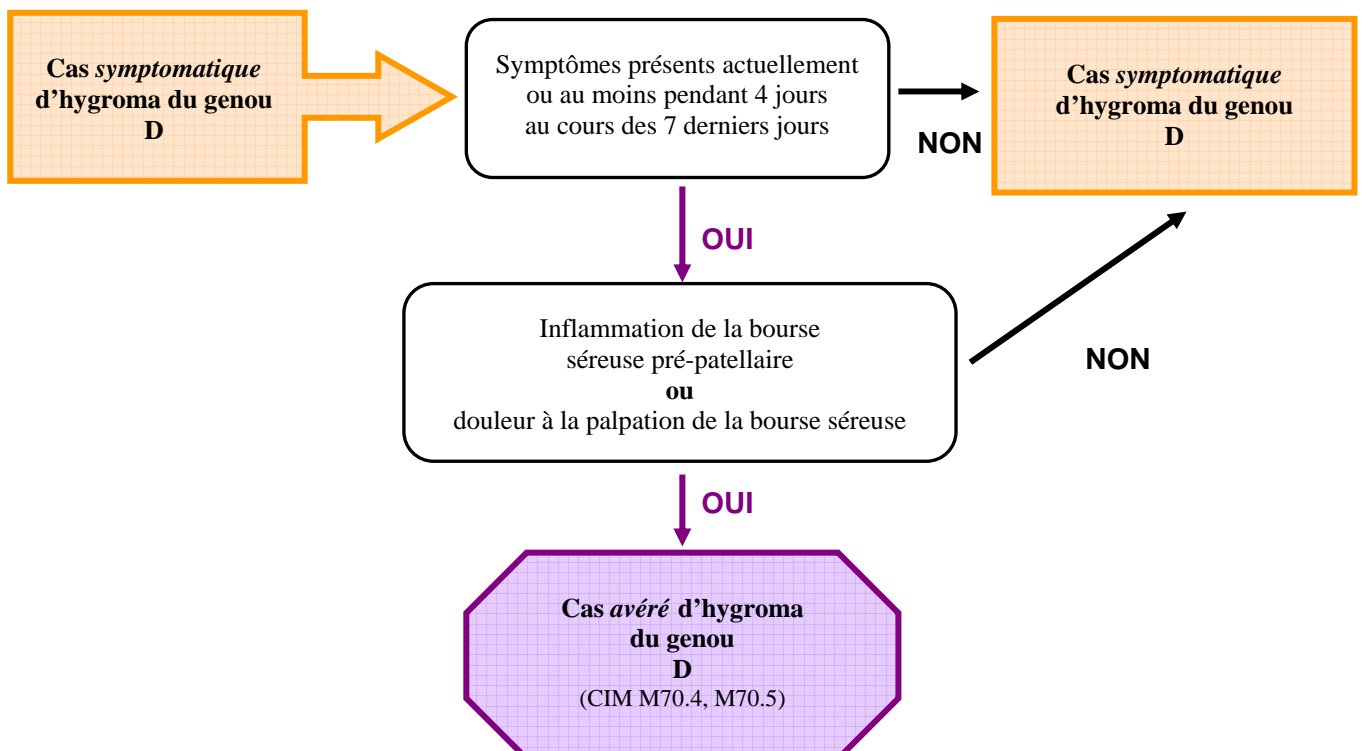 Cas symptomatique
d'hygroma du genou
D
Symptômes présents actuellement
ou au moins pendant 4 jours
au cours des 7 derniers jours
NON
Cas symptomatique
d'hygroma du genou
D
OUI
Inflammation de la bourse
séreuse pré-patellaire
ou
douleur à la palpation de la bourse séreuse
NON
OUI
Cas avéré d'hygroma
du genou
D
(CIM M70.4, M70.5)